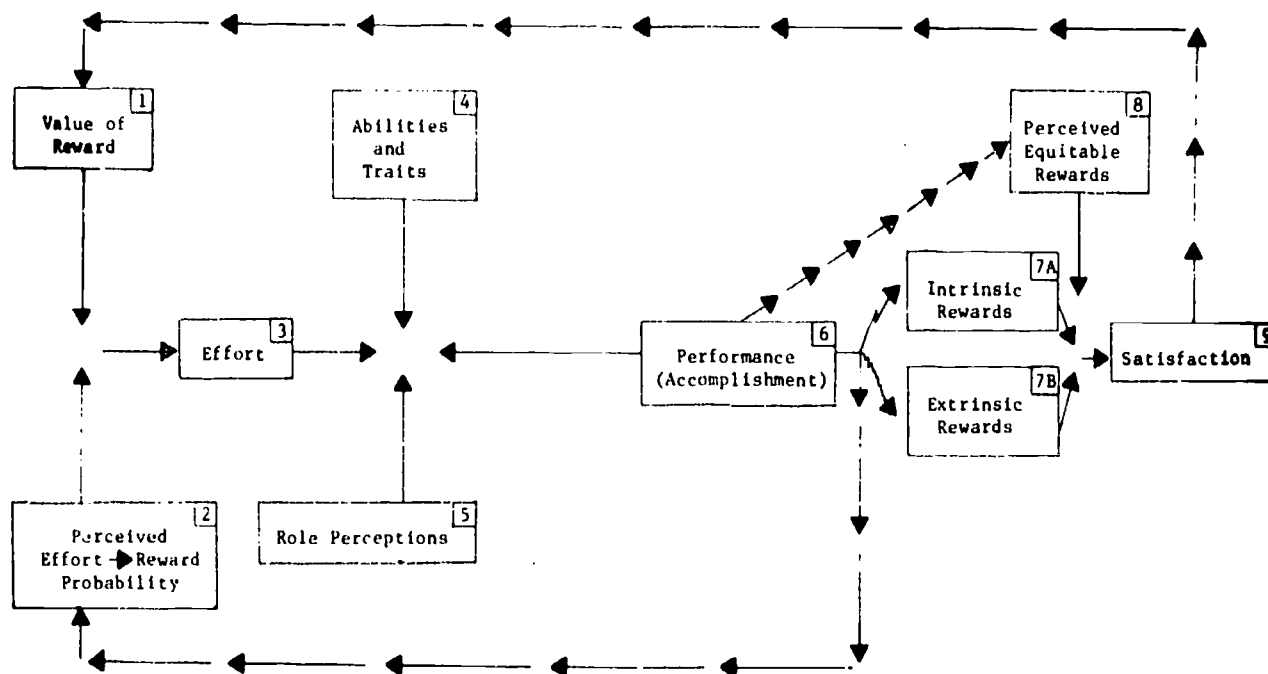 1
Value of
Reward
4
Abilities
and
Traits
8
Perceived
Equitable
Rewards
3
Effort
6
Performance
(Accomplishment)
7A
Intrinsic
Rewards
7B
Extrinsic
Rewards
9
Satisfaction
2
Perceived
Effort → Reward
Probability
5
Role Perceptions